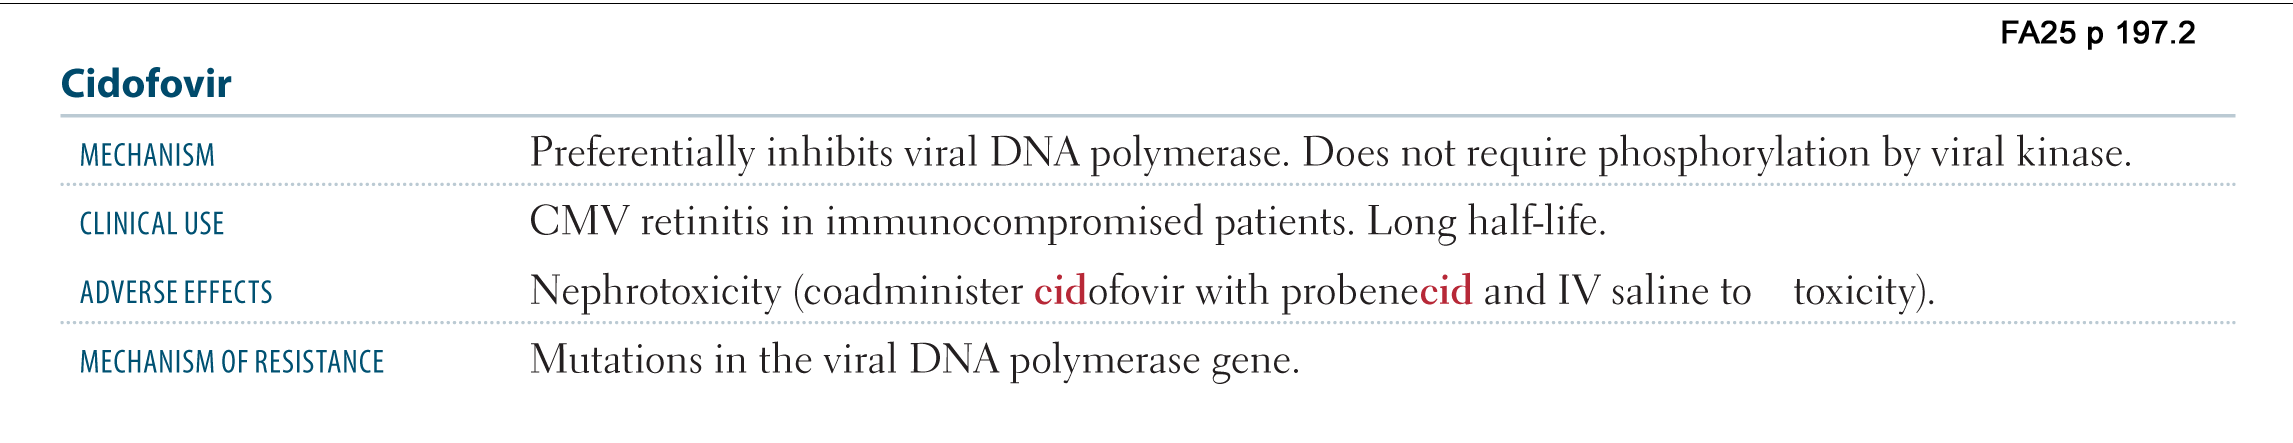 FA25 p 197.2
Cidofovir
MECHANISM Preferentially inhibits viral DNA polymerase. Does not require phosphorylation by viral kinase.
CLINICAL USE CMV retinitis in immunocompromised patients. Long half-life.
ADVERSE EFFECTS Nephrotoxicity (coadminister cidofovir with probenecid and IV saline to toxicity).
MECHANISM OF RESISTANCE Mutations in the viral DNA polymerase gene.